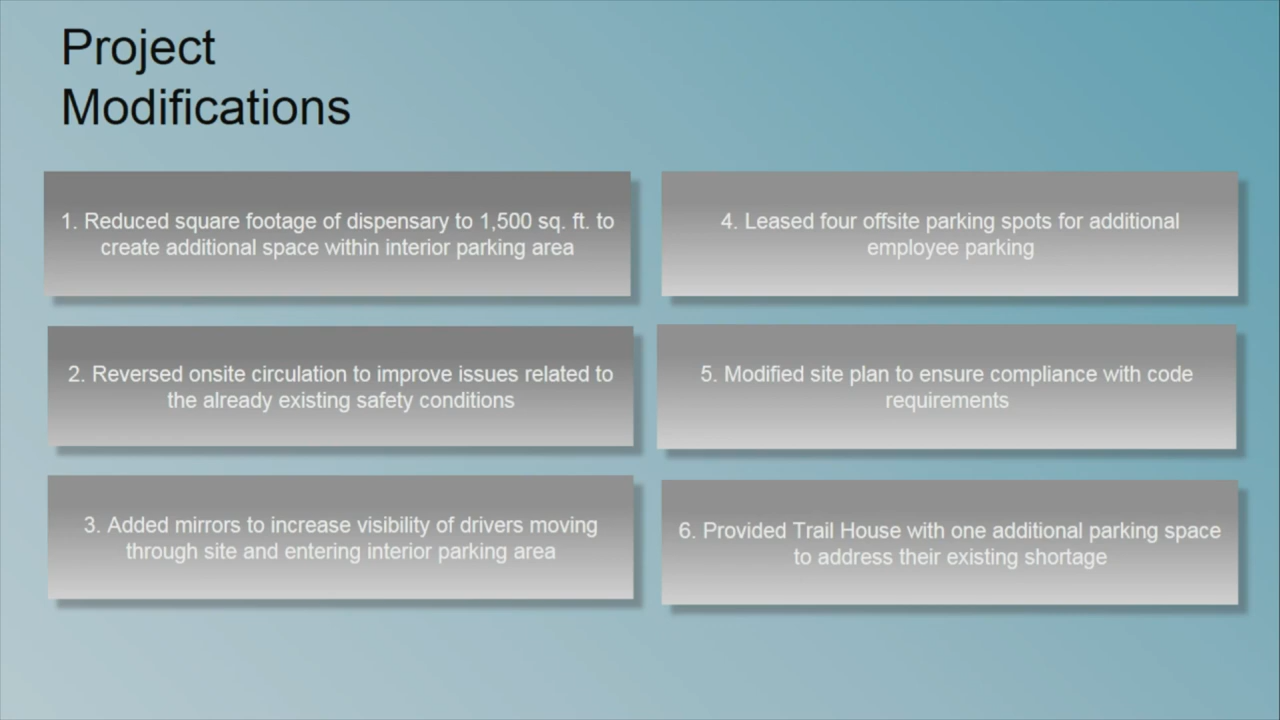 Project
Modifications
1. Reduced square footage of dispensary to 1,500 sq. ft. to
create additional space within interior parking area
2. Reversed onsite circulation to improve issues related to
the already existing safety conditions
3. Added mirrors to increase visibility of drivers moving
through site and entering interior parking area
4. Leased four offsite parking spots for additional
employee parking
5. Modified site plan to ensure compliance with code
requirements
6. Provided Trail House with one additional parking space
to address their existing shortage